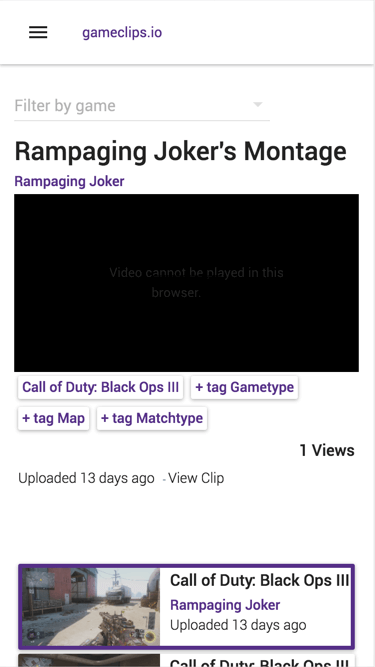 gameclips.io
Filter by game
Rampaging Joker's Montage
Rampaging Joker
Video cannot be played in this
browser.
Call of Duty: Black Ops III
+ tag Gametype
+ tag Map
+ tag Matchtype
1 Views
Uploaded 13 days ago - View Clip
Call of Duty: Black Ops III
Rampaging Joker
Uploaded 13 days ago
Call of Duty: Black Ops III